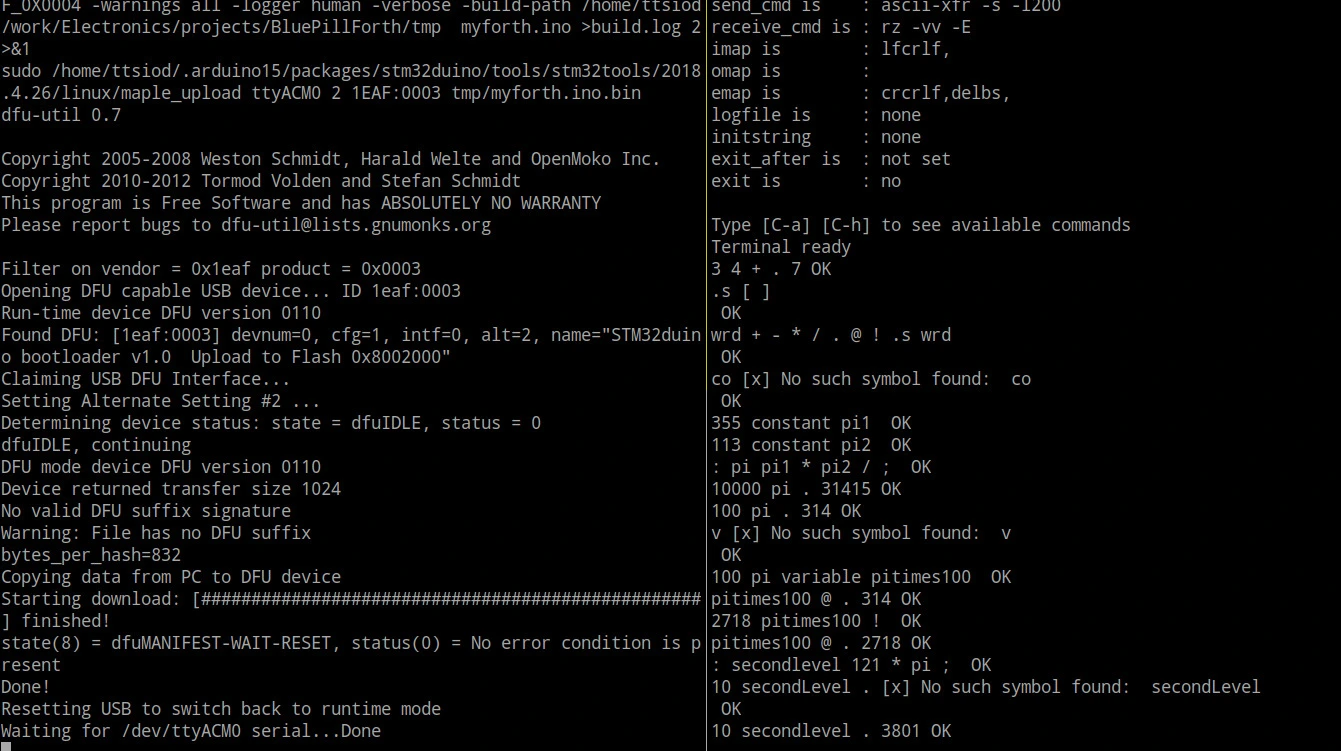 F_0X0004 -warnings all -logger human -verbose -build-path /home/ttsiod
/work/Electronics/projects/BluePillForth/tmp  myforth.ino >build.log 2
>&1
sudo /home/ttsiod/.arduino15/packages/stm32duino/tools/stm32tools/2018
.4.26/linux/maple_upload ttyACM0 2 1EAF:0003 tmp/myforth.ino.bin
dfu-util 0.7

Copyright 2005-2008 Weston Schmidt, Harald Welte and OpenMoko Inc.
Copyright 2010-2012 Tormod Volden and Stefan Schmidt
This program is Free Software and has ABSOLUTELY NO WARRANTY
Please report bugs to dfu-util@lists.gnumonks.org

Filter on vendor = 0x1eaf product = 0x0003
Opening DFU capable USB device... ID 1eaf:0003
Run-time device DFU version 0110
Found DFU: [1eaf:0003] devnum=0, cfg=1, intf=0, alt=2, name="STM32duin
o bootloader v1.0  Upload to Flash 0x8002000"
Claiming USB DFU Interface...
Setting Alternate Setting #2 ...
Determining device status: state = dfuIDLE, status = 0
dfuIDLE, continuing
DFU mode device DFU version 0110
Device returned transfer size 1024
No valid DFU suffix signature
Warning: File has no DFU suffix
bytes_per_hash=832
Copying data from PC to DFU device
Starting download: [##################################################
] finished!
state(8) = dfuMANIFEST-WAIT-RESET, status(0) = No error condition is p
resent
Done!
Resetting USB to switch back to runtime mode
Waiting for /dev/ttyACM0 serial...Done
send_cmd is    : ascii-xfr -s -l200
receive_cmd is : rz -vv -E
imap is        : lfcrlf,
omap is        :
emap is        : crcrlf,delbs,
logfile is     : none
initstring     : none
exit_after is  : not set
exit is        : no

Type [C-a] [C-h] to see available commands
Terminal ready
3 4 + . 7 OK
.s [ ]
 OK
wrd + - * / . @ ! .s wrd
 OK
co [x] No such symbol found:  co
 OK
355 constant pi1  OK
113 constant pi2  OK
: pi pi1 * pi2 / ;  OK
10000 pi . 31415 OK
100 pi . 314 OK
v [x] No such symbol found:  v
 OK
100 pi variable pitimes100  OK
pitimes100 @ . 314 OK
2718 pitimes100 !  OK
pitimes100 @ . 2718 OK
: secondlevel 121 * pi ;  OK
10 secondLevel . [x] No such symbol found:  secondLevel
 OK
10 secondlevel . 3801 OK